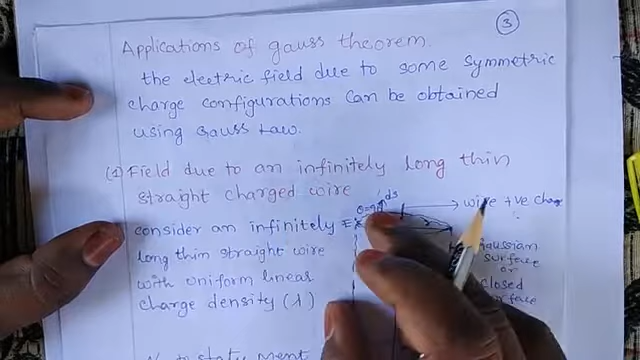 3
Applications of gauss theorem.
the electric field due to some symmetric
charge configurations can be obtained
using Gauss Law.
(1) Field due to an infinitely long thin
straight charged wire
ds
wire +ve
consider an infinitely
long thin straight wire
gaussian
surface
or
with uniform linear
closed
charge density (λ)
surface